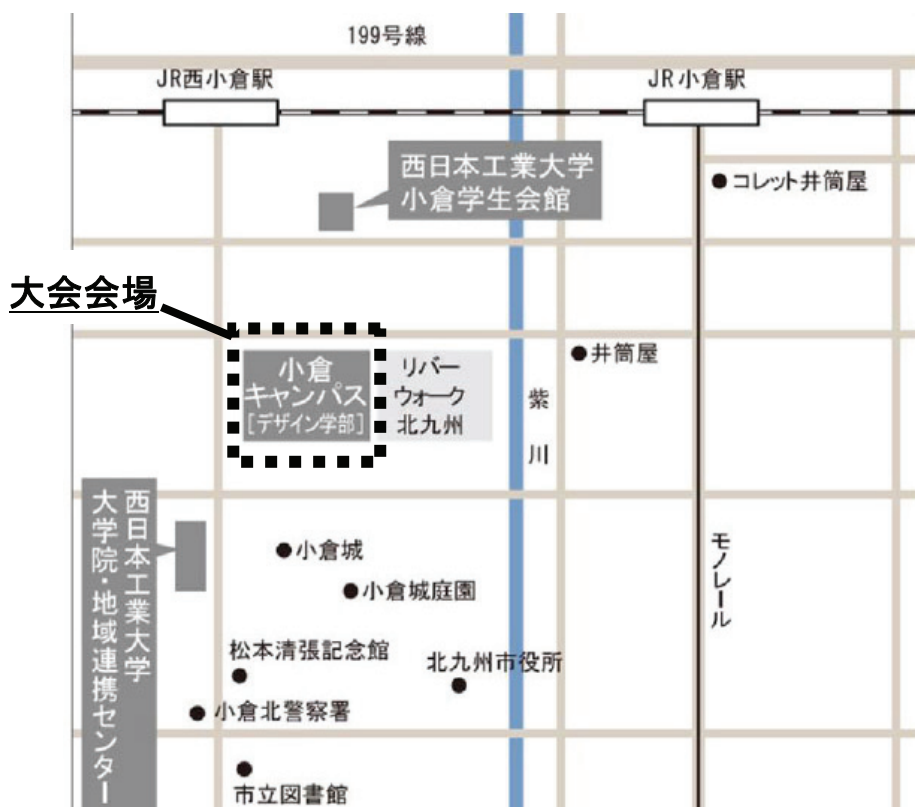 199号線
JR西小倉駅
JR小倉駅
西日本工業大学
小倉学生会館
コレット井筒屋
大会会場
小倉
キャンパス
[デザイン学部]
リバー
ウォーク
北九州
井筒屋
紫川
西日本工業大学
大学院・地域連携センター
小倉城
小倉城庭園
モノレール
松本清張記念館
北九州市役所
小倉北警察署
市立図書館